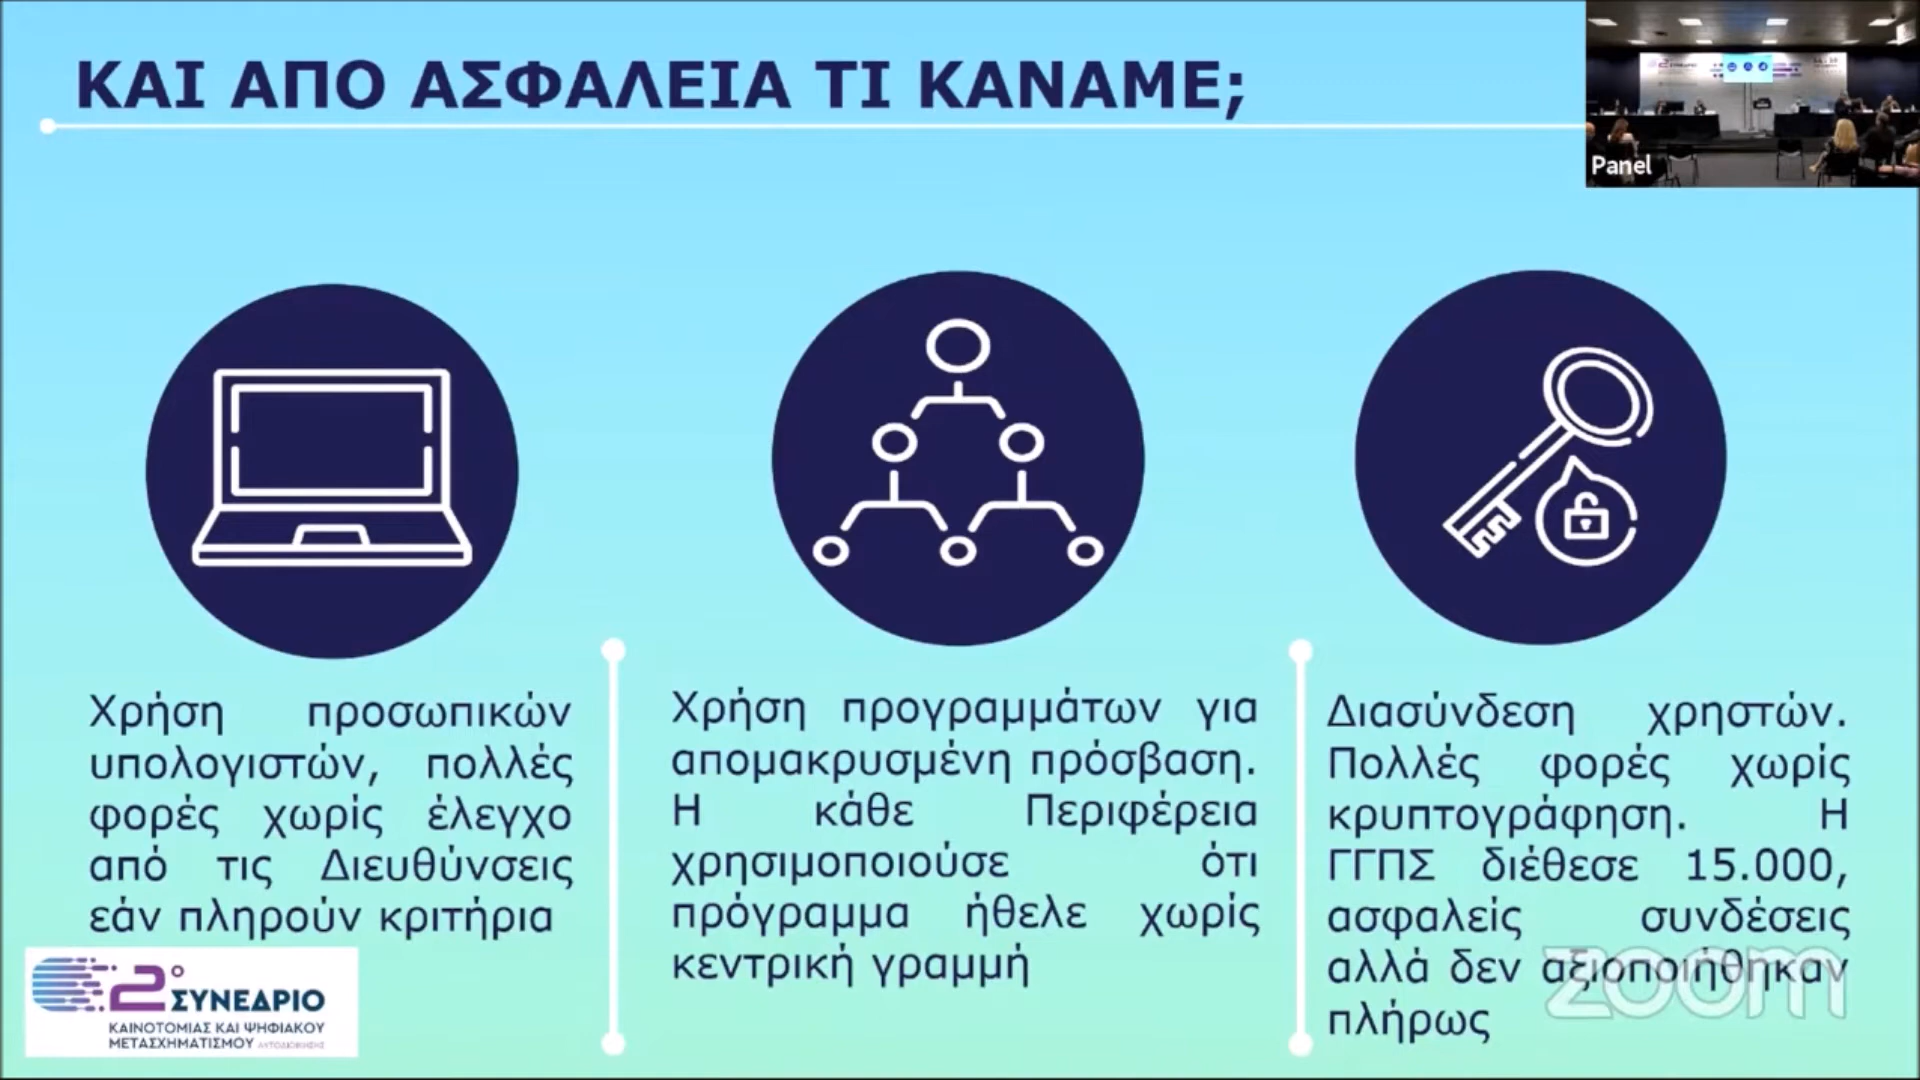 ΚΑΙ ΑΠΟ ΑΣΦΑΛΕΙΑ ΤΙ ΚΑΝΑΜΕ;
Panel
Χρήση προσωπικών
υπολογιστών, πολλές
φορές χωρίς έλεγχο
από τις Διευθύνσεις
εάν πληρούν κριτήρια
Χρήση προγραμμάτων για
απομακρυσμένη πρόσβαση.
Η κάθε Περιφέρεια
χρησιμοποιούσε ότι
πρόγραμμα ήθελε χωρίς
κεντρική γραμμή
Διασύνδεση χρηστών.
Πολλές φορές χωρίς
κρυπτογράφηση. Η
ΓΓΠΣ διέθεσε 15.000,
ασφαλείς συνδέσεις
αλλά δεν αξιοποιήθηκαν
πλήρως
zoom
2ο ΣΥΝΕΔΡΙΟ
ΚΑΙΝΟΤΟΜΙΑΣ ΚΑΙ ΨΗΦΙΑΚΟΥ
ΜΕΤΑΣΧΗΜΑΤΙΣΜΟΥ ΑΥΤΟΔΙΟΙΚΗΣΗΣ